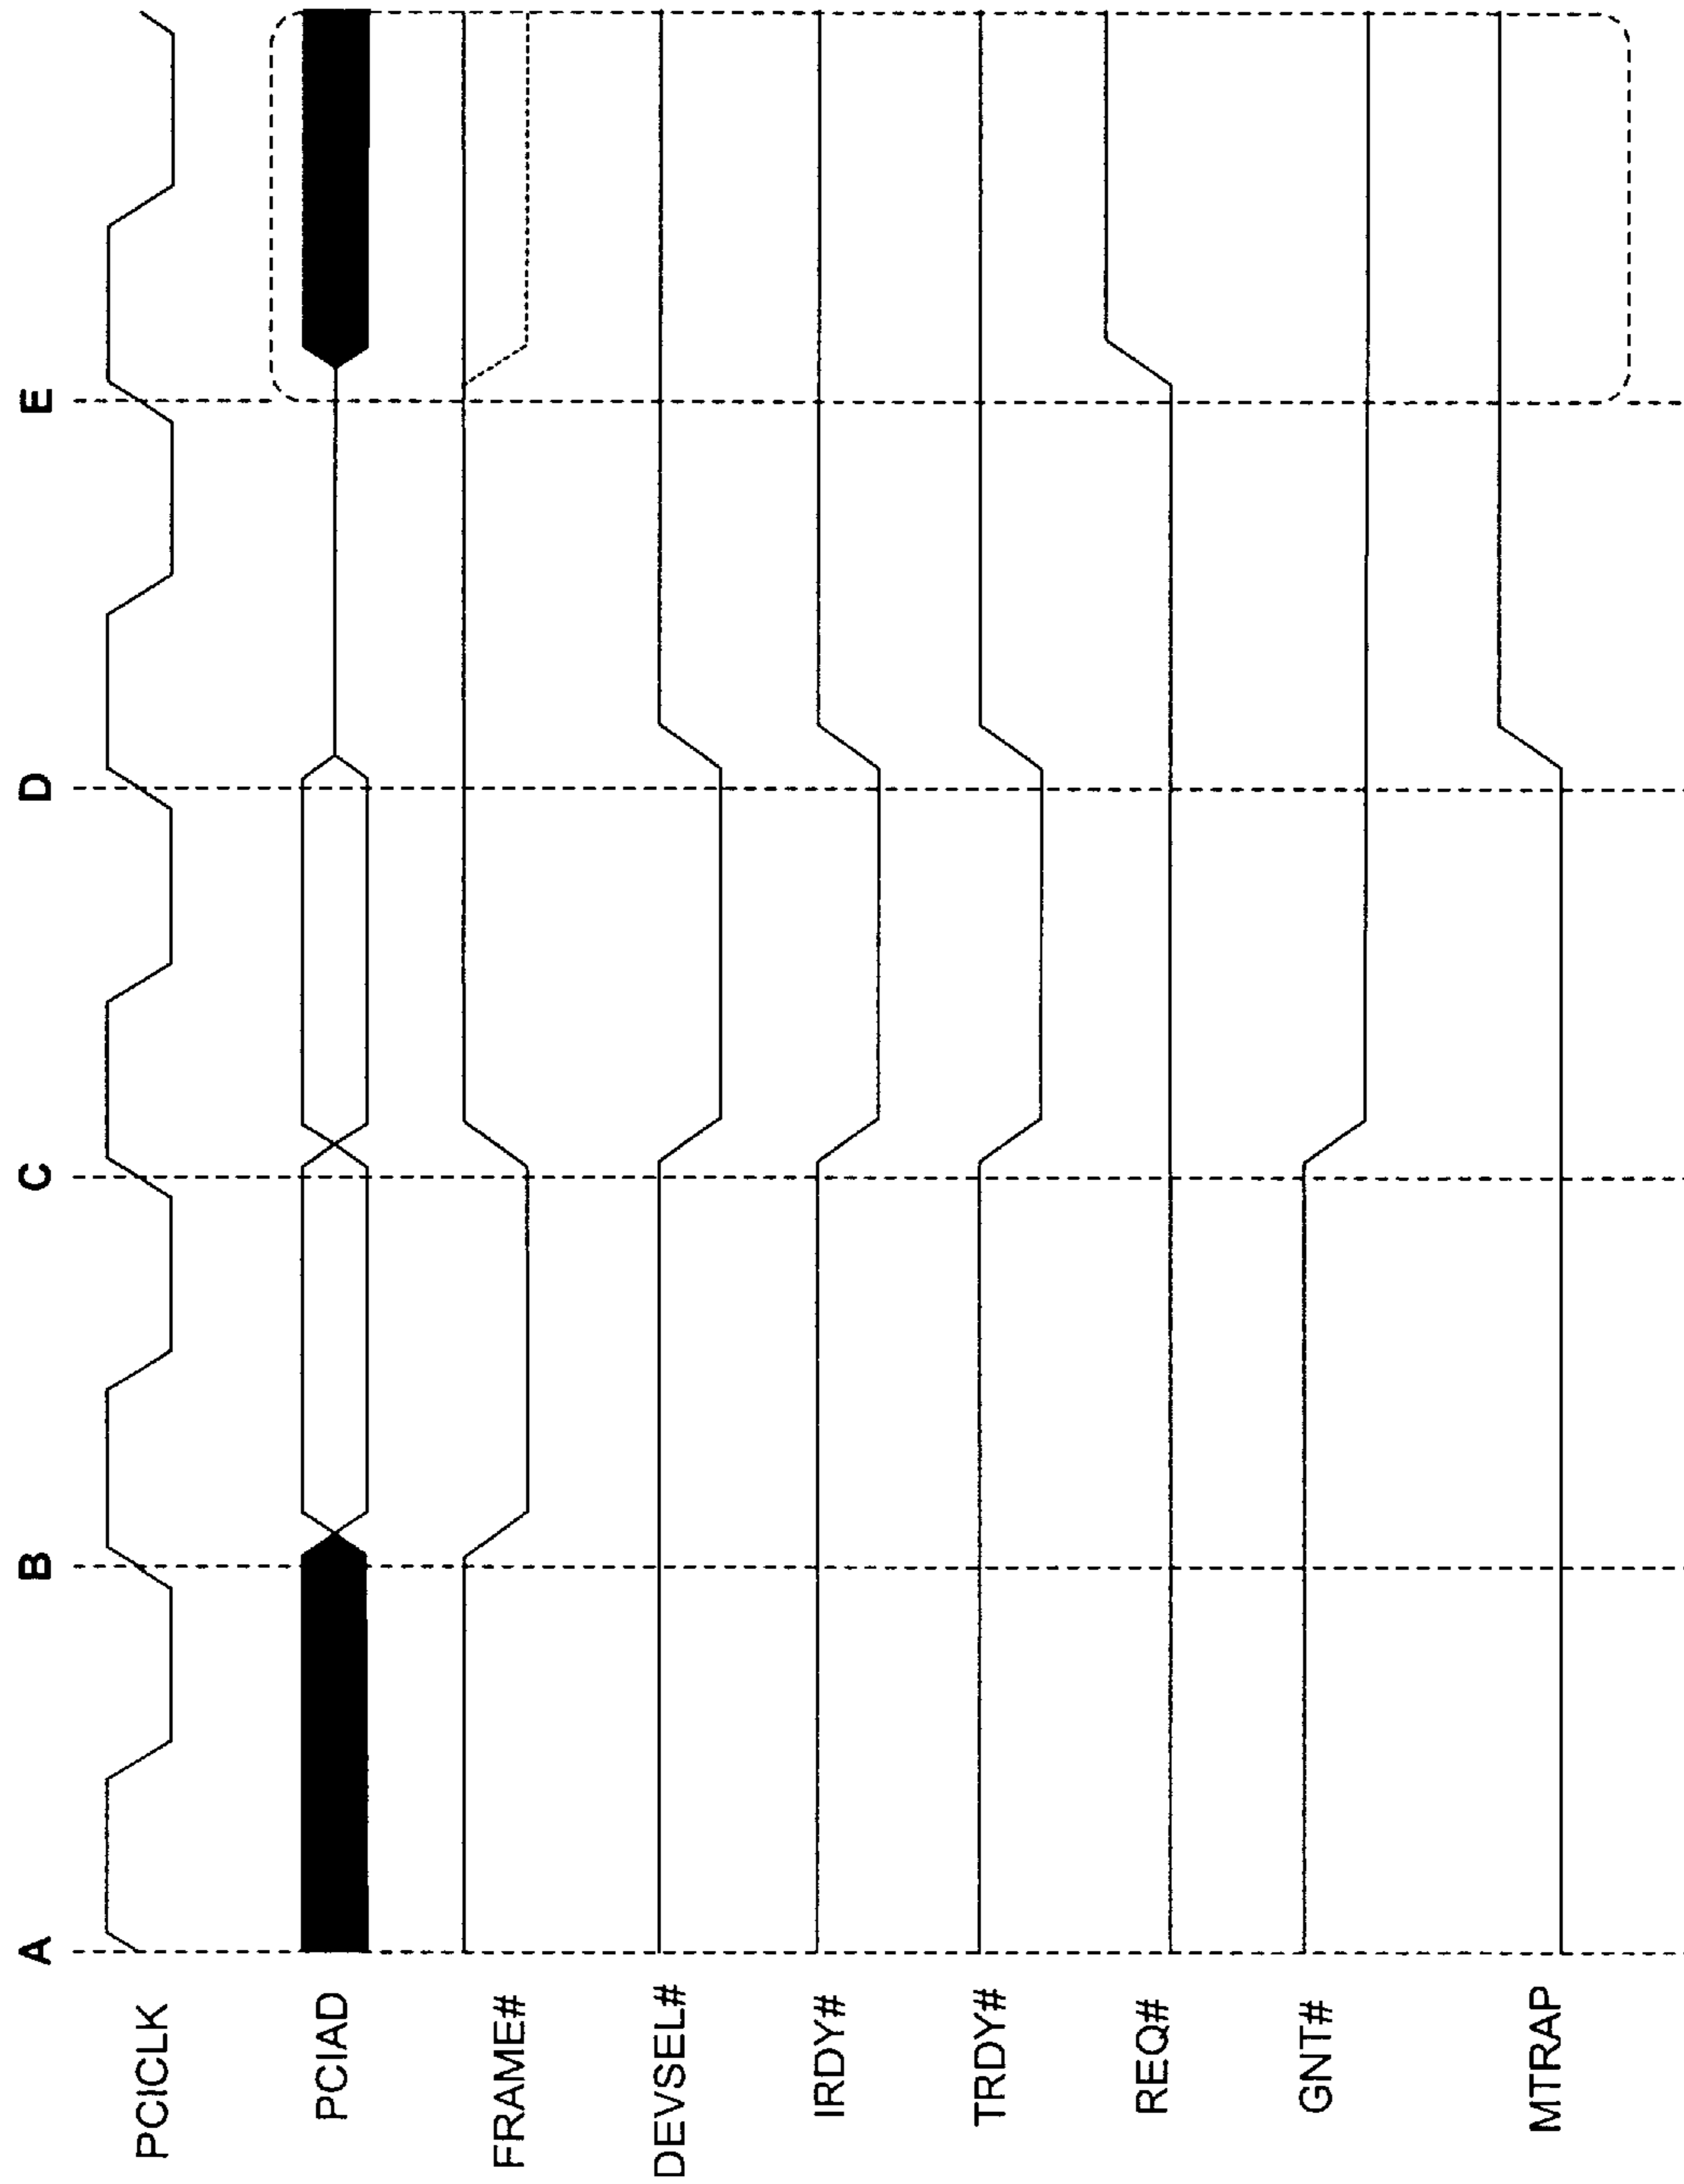 A B C D E
PCICLK
PCIAD
FRAME#
DEVSEL#
IRDY#
TRDY#
REQ#
GNT#
MTRAP